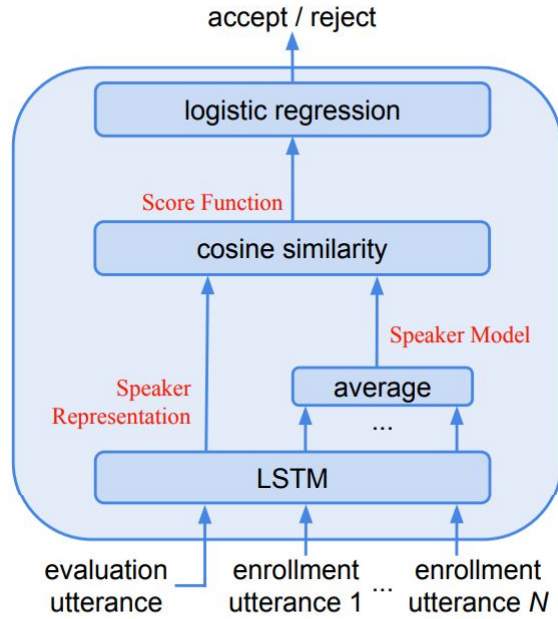 accept / reject
logistic regression
Score Function
cosine similarity
Speaker Model
Speaker
Representation
average
...
LSTM
evaluation
utterance
enrollment
utterance 1
...
enrollment
utterance N